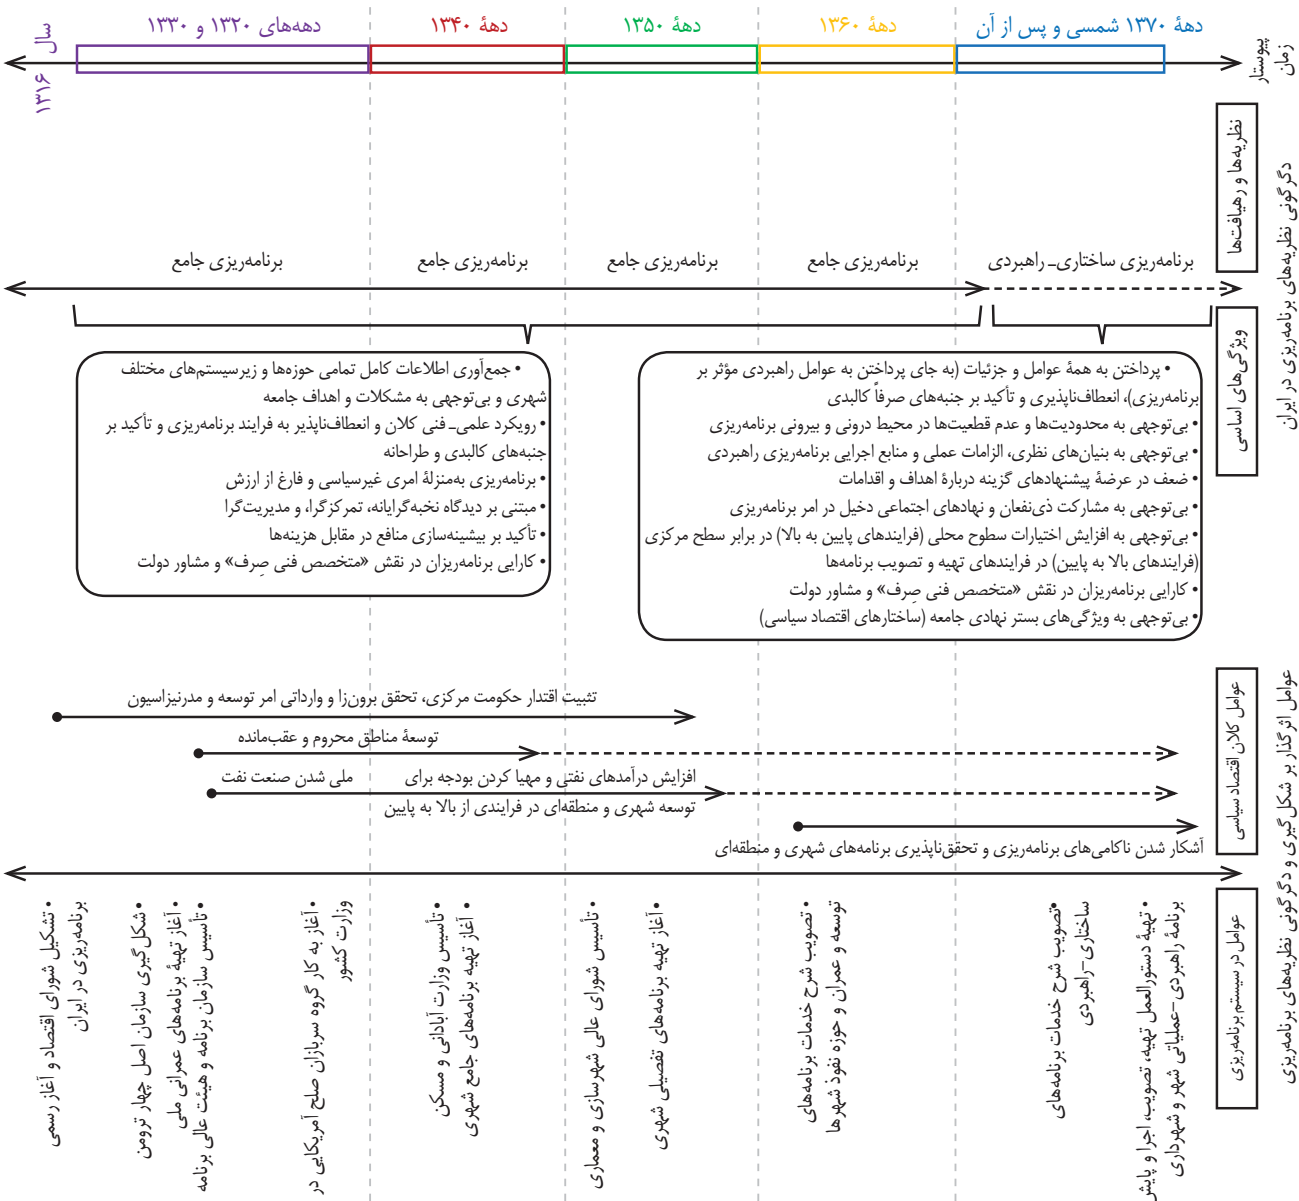 دههٔ ۱۳۷۰ شمسی و پس از آن
دههٔ ۱۳۶۰
دههٔ ۱۳۵۰
دههٔ ۱۳۴۰
دهه‌های ۱۳۲۰ و ۱۳۳۰
سال
۱۳۱۶
پیوستار
زمان
دگرگونی نظریه‌های برنامه‌ریزی در ایران
نظریه‌ها و رهیافت‌ها
برنامه‌ریزی ساختاری_ راهبردی
برنامه‌ریزی جامع
برنامه‌ریزی جامع
برنامه‌ریزی جامع
برنامه‌ریزی جامع
ویژگی‌های اساسی
• پرداختن به همهٔ عوامل و جزئیات (به جای پرداختن به عوامل راهبردی مؤثر بر
برنامه‌ریزی)، انعطاف‌ناپذیری و تأکید بر جنبه‌های صرفاً کالبدی
• بی‌توجهی به محدودیت‌ها و عدم قطعیت‌ها در محیط درونی و بیرونی برنامه‌ریزی
• بی‌توجهی به بنیان‌های نظری، الزامات عملی و منابع اجرایی برنامه‌ریزی راهبردی
• ضعف در عرضهٔ پیشنهادهای گزینه دربارهٔ اهداف و اقدامات
• بی‌توجهی به مشارکت ذی‌نفعان و نهادهای اجتماعی دخیل در امر برنامه‌ریزی
• بی‌توجهی به افزایش اختیارات سطوح محلی (فرایندهای پایین به بالا) در برابر سطح مرکزی
(فرایندهای بالا به پایین) در فرایندهای تهیه و تصویب برنامه‌ها
• کارایی برنامه‌ریزان در نقش «متخصص فنی صِرف» و مشاور دولت
• بی‌توجهی به ویژگی‌های بستر نهادی جامعه (ساختارهای اقتصاد سیاسی)
• جمع‌آوری اطلاعات کامل تمامی حوزه‌ها و زیرسیستم‌های مختلف
شهری و بی‌توجهی به مشکلات و اهداف جامعه
• رویکرد علمی_ فنی کلان و انعطاف‌ناپذیر به فرایند برنامه‌ریزی و تأکید بر
جنبه‌های کالبدی و طراحانه
• برنامه‌ریزی به‌منزلهٔ امری غیرسیاسی و فارغ از ارزش
• مبتنی بر دیدگاه نخبه‌گرایانه، تمرکزگرا، و مدیریت‌گرا
• تأکید بر بیشینه‌سازی منافع در مقابل هزینه‌ها
• کارایی برنامه‌ریزان در نقش «متخصص فنی صِرف» و مشاور دولت
عوامل اثرگذار بر شکل‌گیری و دگرگونی نظریه‌های برنامه‌ریزی
عوامل کلان اقتصاد سیاسی
تثبیت اقتدار حکومت مرکزی، تحقق برون‌زا و وارداتی امر توسعه و مدرنیزاسیون
توسعهٔ مناطق محروم و عقب‌مانده
افزایش درآمدهای نفتی و مهیا کردن بودجه برای
ملی شدن صنعت نفت
توسعه شهری و منطقه‌ای در فرایندی از بالا به پایین
آشکار شدن ناکامی‌های برنامه‌ریزی و تحقق‌ناپذیری برنامه‌های شهری و منطقه‌ای
عوامل در سیستم برنامه‌ریزی
• تهیهٔ دستورالعمل تهیه، تصویب، اجرا و پایش
برنامهٔ راهبردی-عملیاتی شهر و شهرداری
•تصویب شرح خدمات برنامه‌های
ساختاری-راهبردی
• تصویب شرح خدمات برنامه‌های
توسعه و عمران و حوزه نفوذ شهرها
• آغاز تهیه برنامه‌های تفصیلی شهری
• تأسیس شورای عالی شهرسازی و معماری
• تأسیس وزارت آبادانی و مسکن
• آغاز تهیه برنامه‌های جامع شهری
• آغاز به کار گروه سربازان صلح آمریکایی در
وزارت کشور
• شکل‌گیری سازمان اصل چهار ترومن
• آغاز تهیهٔ برنامه‌های عمرانی ملی
• تأسیس سازمان برنامه و هیئت عالی برنامه
• تشکیل شورای اقتصاد و آغاز رسمی
برنامه‌ریزی در ایران